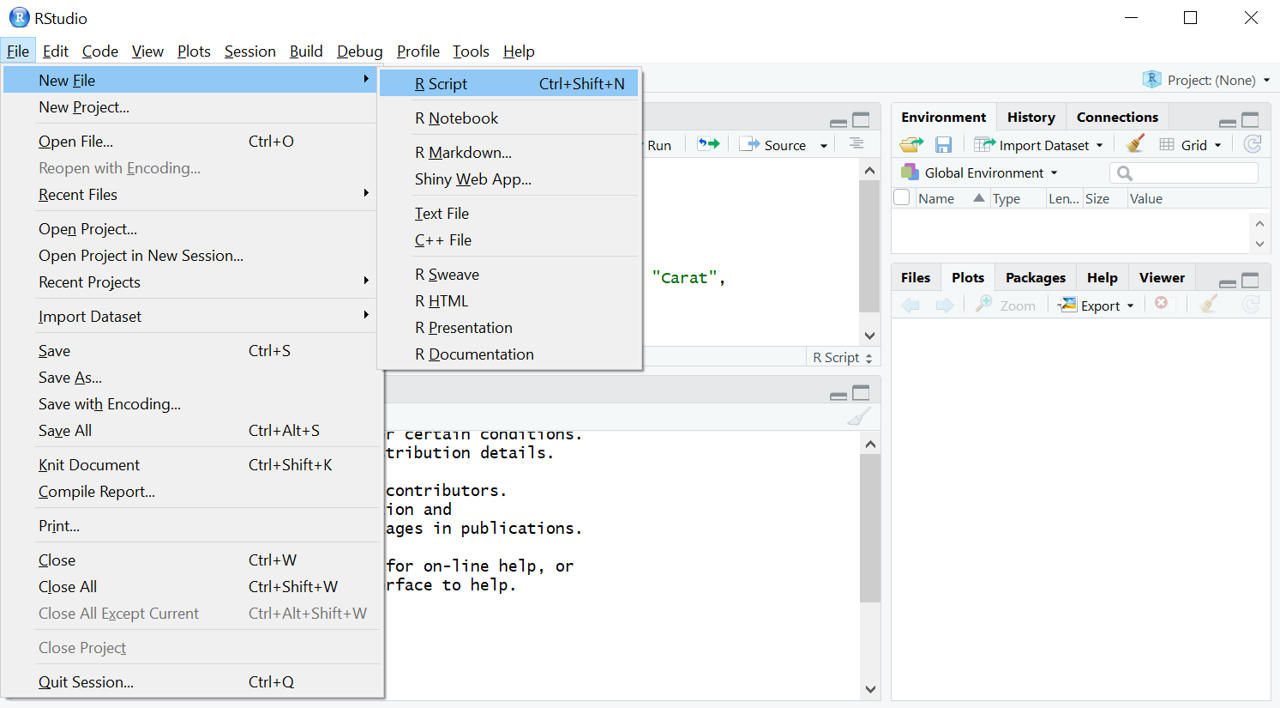 RStudio
File Edit Code View Plots Session Build Debug Profile Tools Help
New File
New Project...
Open File... Ctrl+O
Reopen with Encoding...
Recent Files
Open Project...
Open Project in New Session...
Recent Projects
Import Dataset
Save Ctrl+S
Save As...
Save with Encoding...
Save All Ctrl+Alt+S
Knit Document Ctrl+Shift+K
Compile Report...
Print...
Close Ctrl+W
Close All Ctrl+Shift+W
Close All Except Current Ctrl+Alt+Shift+W
Close Project
Quit Session... Ctrl+Q
R Script Ctrl+Shift+N
R Notebook
R Markdown...
Shiny Web App...
Text File
C++ File
R Sweave
R HTML
R Presentation
R Documentation
Run Source
"Carat",
R Script
r certain conditions.
tribution details.
contributors.
ion and
ages in publications.
for on-line help, or
rface to help.
Project: (None)
Environment History Connections
Import Dataset Grid
Global Environment
Name Type Len... Size Value
Files Plots Packages Help Viewer
Zoom Export